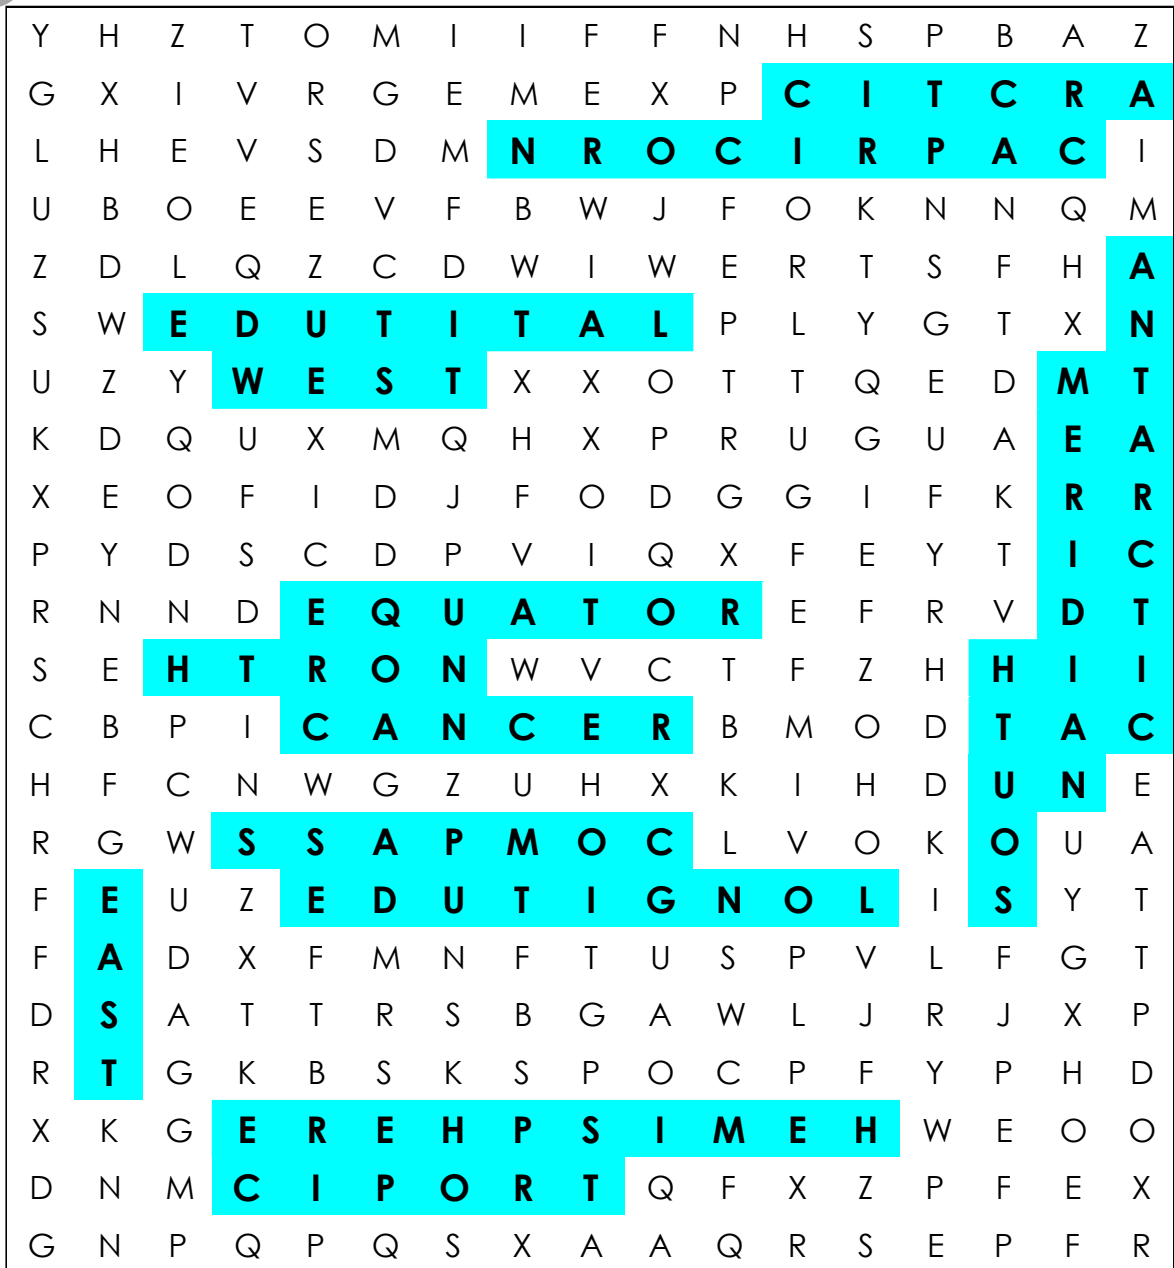 Y H Z T O M I I F F N H S P B A Z
G X I V R G E M E X P C I T C R A
L H E V S D M N R O C I R P A C I
U B O E E V F B W J F O K N N Q M
Z D L Q Z C D W I W E R T S F H A
S W E D U T I T A L P L Y G T X N
U Z Y W E S T X X O T T Q E D M T
K D Q U X M Q H X P R U G U A E A
X E O F I D J F O D G G I F K R R
P Y D S C D P V I Q X F E Y T I C
R N N D E Q U A T O R E F R V D T
S E H T R O N W V C T F Z H H I I
C B P I C A N C E R B M O D T A C
H F C N W G Z U H X K I H D U N E
R G W S S A P M O C L V O K O U A
F E U Z E D U T I G N O L I S Y T
F A D X F M N F T U S P V L F G T
D S A T T R S B G A W L J R J X P
R T G K B S K S P O C P F Y P H D
X K G E R E H P S I M E H W E O O
D N M C I P O R T Q F X Z P F E X
G N P Q P Q S X A A Q R S E P F R